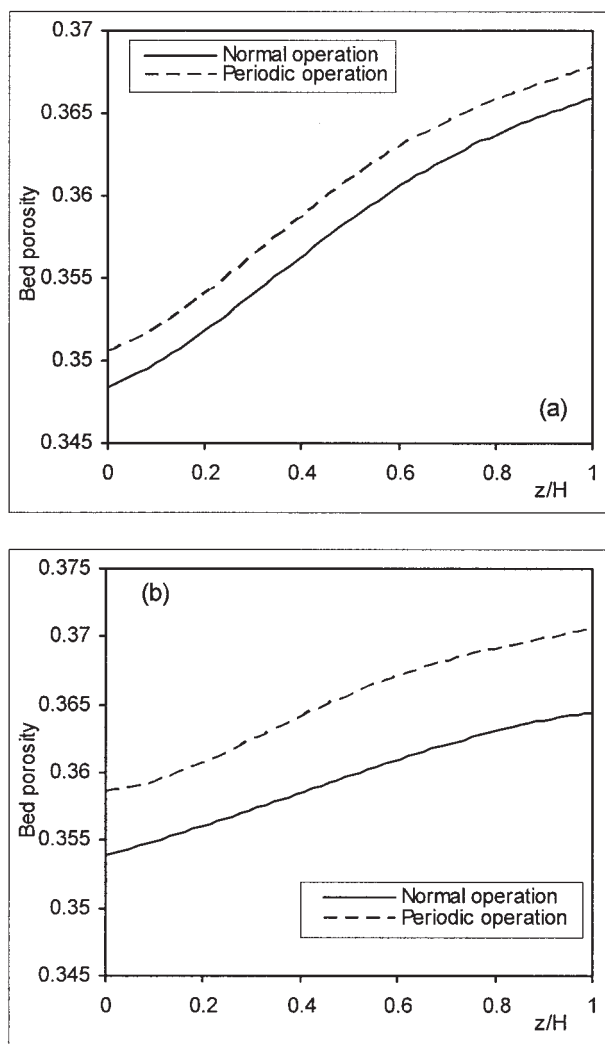 0.37
0.365
0.36
0.355
0.35
0.345
Bed porosity
Normal operation
Periodic operation
(a)
0 0.2 0.4 0.6 0.8 1
z/H
0.375
0.37
0.365
0.36
0.355
0.35
0.345
Bed porosity
(b)
Normal operation
Periodic operation
0 0.2 0.4 0.6 0.8 1
z/H